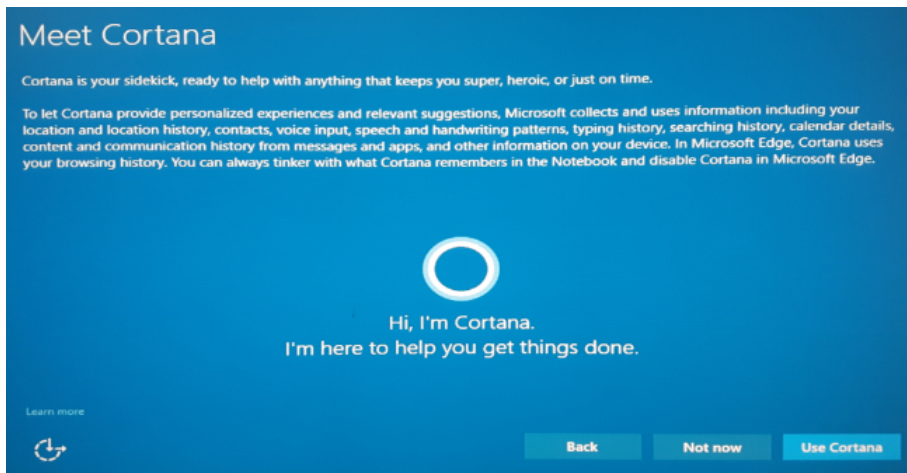 Meet Cortana
Cortana is your sidekick, ready to help with anything that keeps you super, heroic, or just on time.
To let Cortana provide personalized experiences and relevant suggestions, Microsoft collects and uses information including your
location and location history, contacts, voice input, speech and handwriting patterns, typing history, searching history, calendar details,
content and communication history from messages and apps, and other information on your device. In Microsoft Edge, Cortana uses
your browsing history. You can always tinker with what Cortana remembers in the Notebook and disable Cortana in Microsoft Edge.
Hi, I'm Cortana.
I'm here to help you get things done.
Learn more
Back Not now Use Cortana